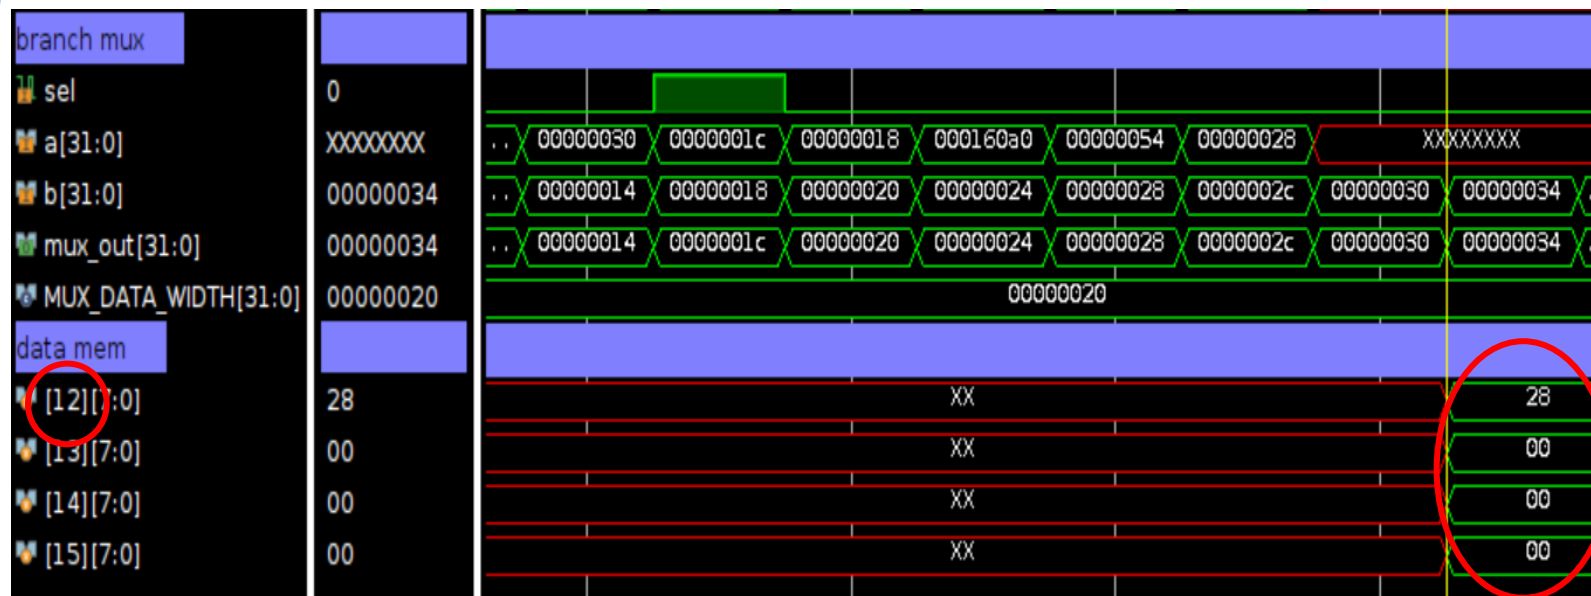 branch mux
sel 0
a[31:0] XXXXXXXX .. 00000030 0000001c 00000018 000160a0 00000054 00000028 XXXXXXXX
b[31:0] 00000034 .. 00000014 00000018 00000020 00000024 00000028 0000002c 00000030 00000034
mux_out[31:0] 00000034 .. 00000014 0000001c 00000020 00000024 00000028 0000002c 00000030 00000034
MUX_DATA_WIDTH[31:0] 00000020 00000020
data mem
[12][7:0] 28 XX 28
[13][7:0] 00 XX 00
[14][7:0] 00 XX 00
[15][7:0] 00 XX 00